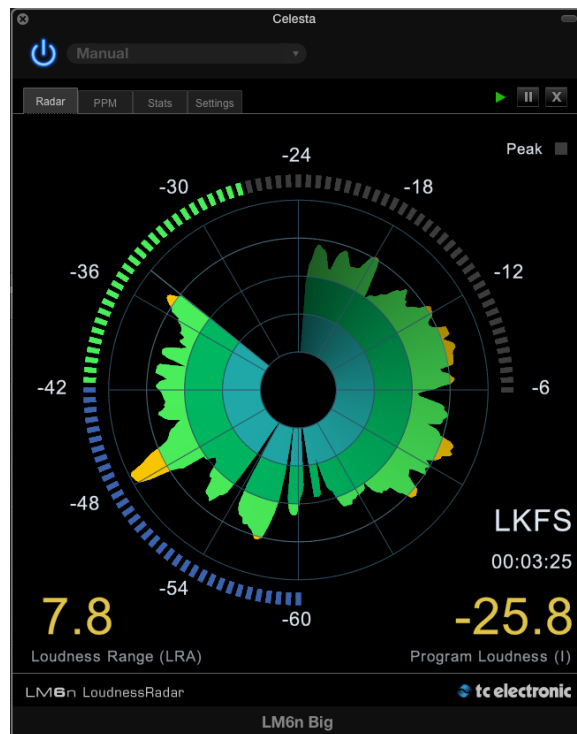 Celesta
Manual
Radar PPM Stats Settings
X
Peak
-24
-30 -18
-36 -12
-42 -6
-48
LKFS
00:03:25
-54
-60
7.8 -25.8
Loudness Range (LRA) Program Loudness (I)
LM6n LoudnessRadar tc electronic
LM6n Big